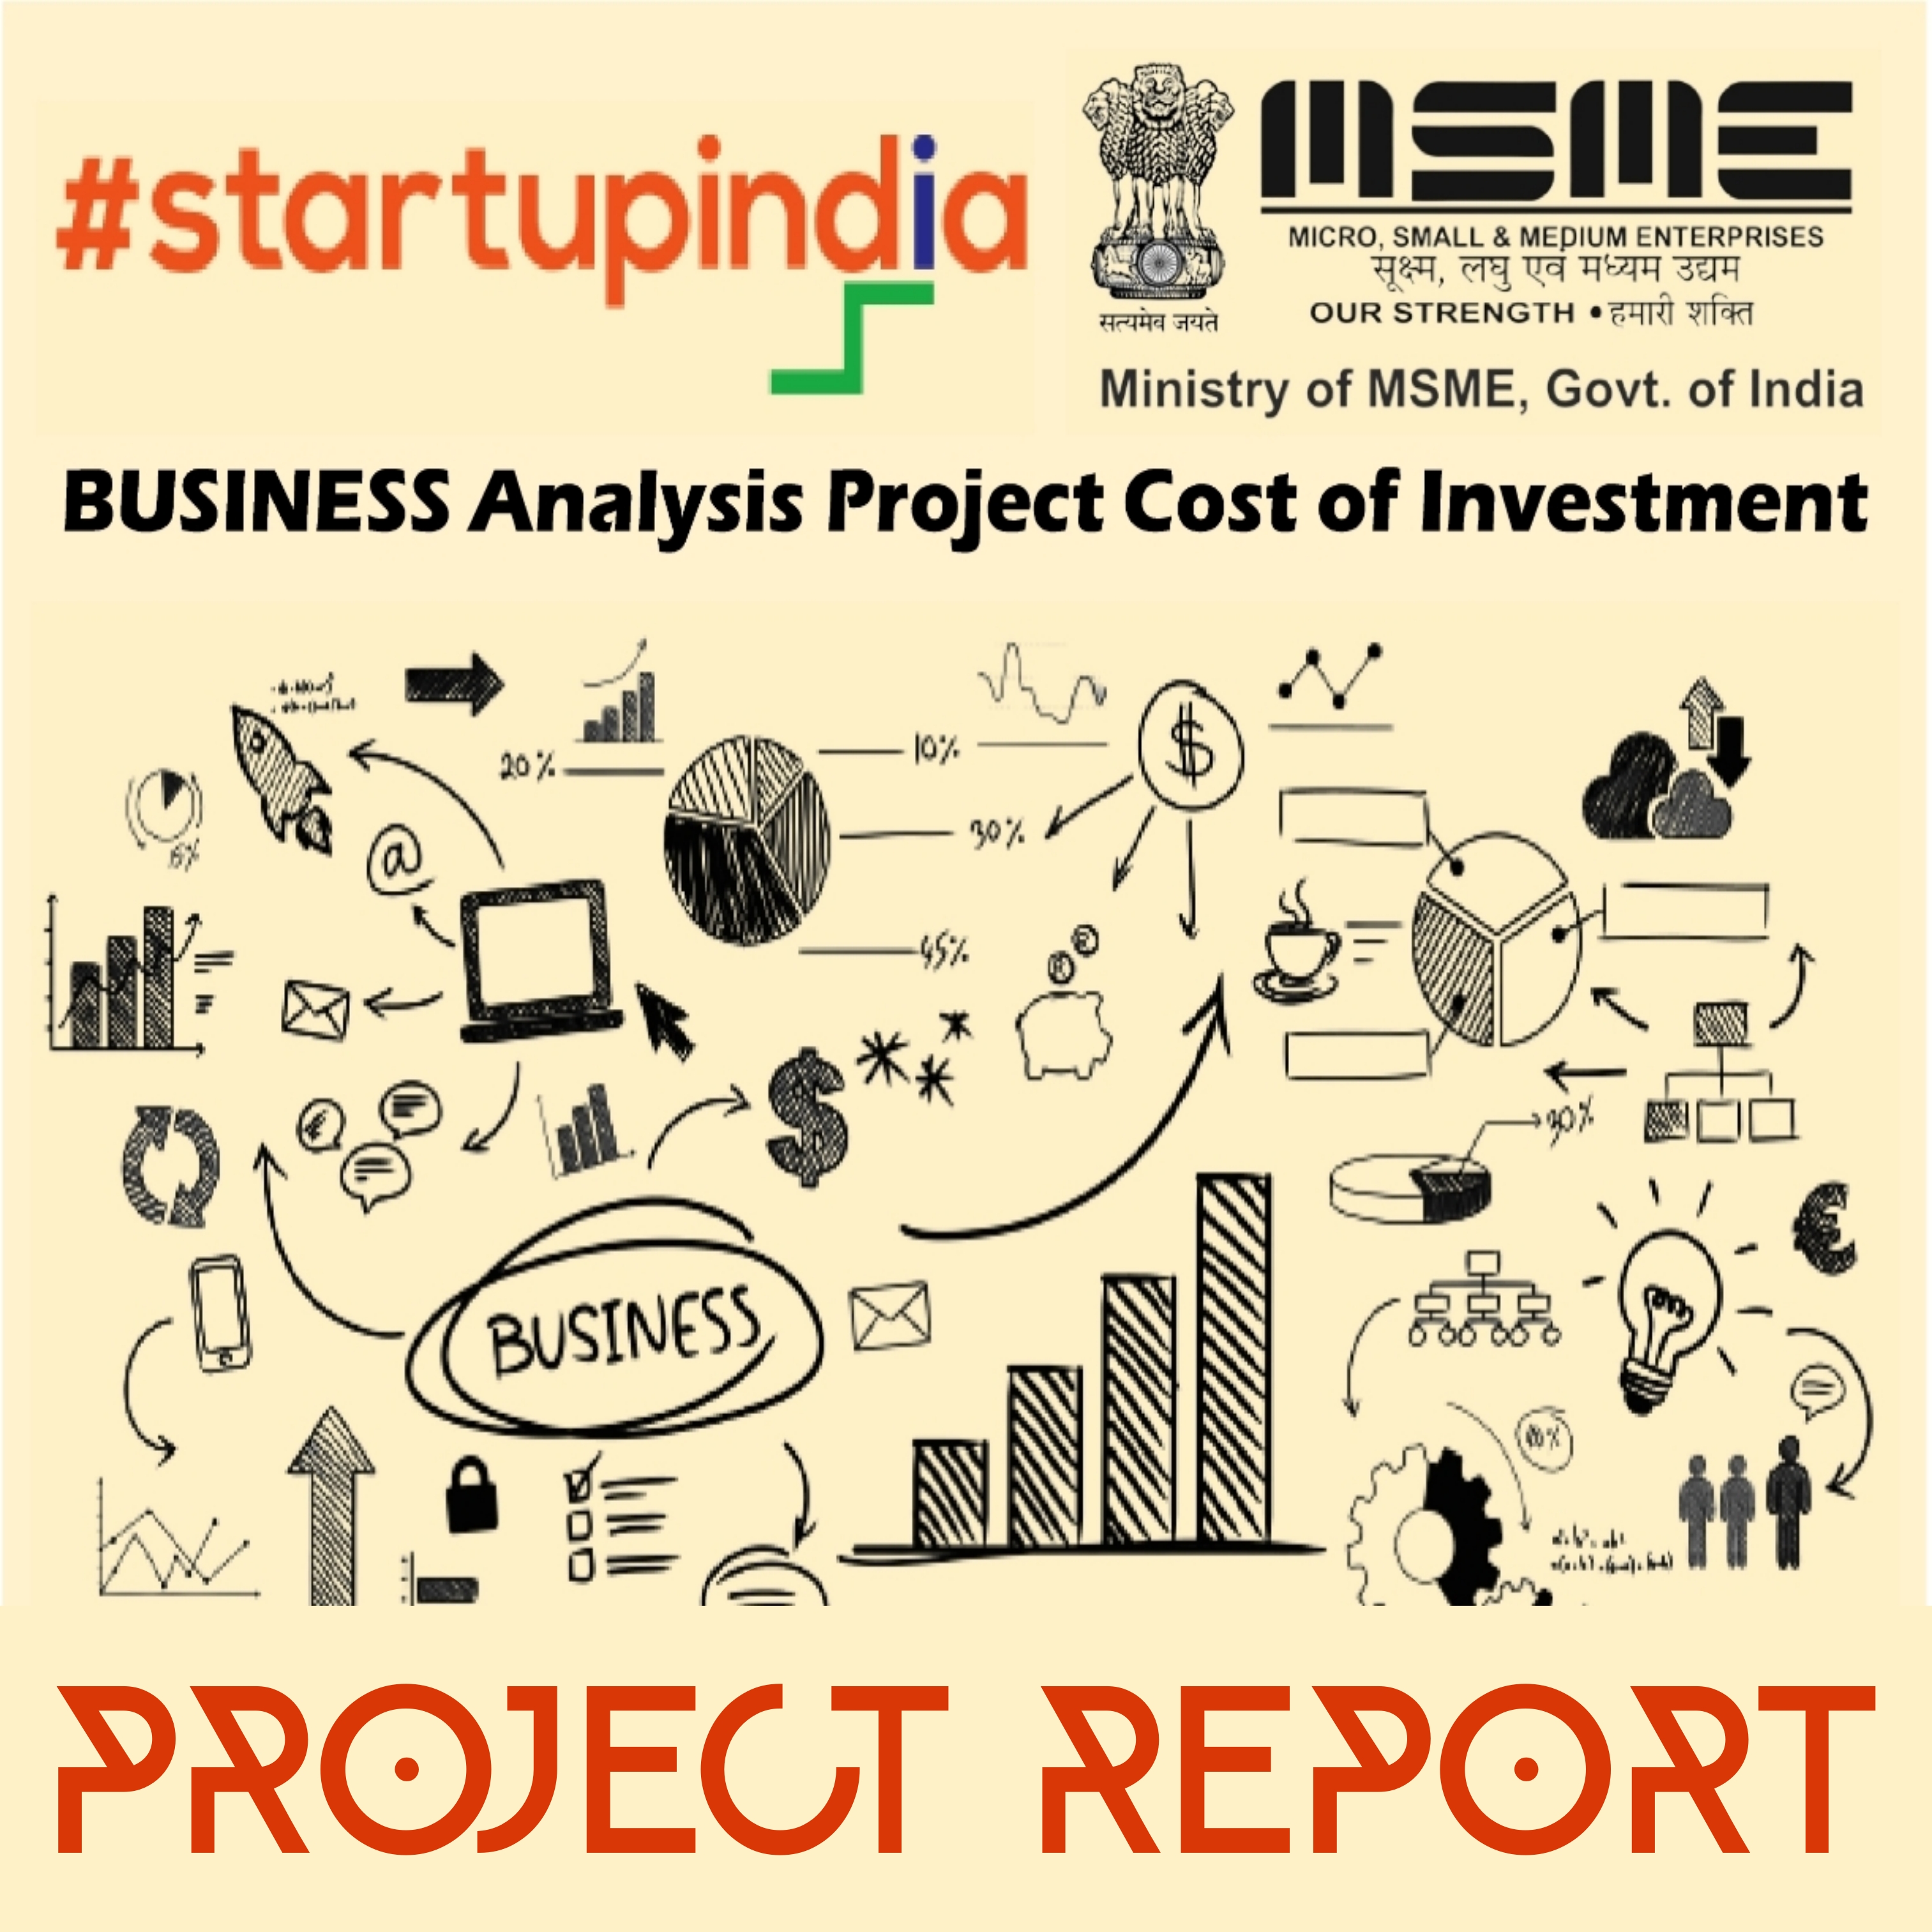 #startupindia
MSME
MICRO, SMALL & MEDIUM ENTERPRISES
सूक्ष्म, लघु एवं मध्यम उद्यम
OUR STRENGTH • हमारी शक्ति
सत्यमेव जयते
Ministry of MSME, Govt. of India
BUSINESS Analysis Project Cost of Investment
20%
10%
$
30%
@
45%
$
30%
€
BUSINESS
PROJECT REPORT